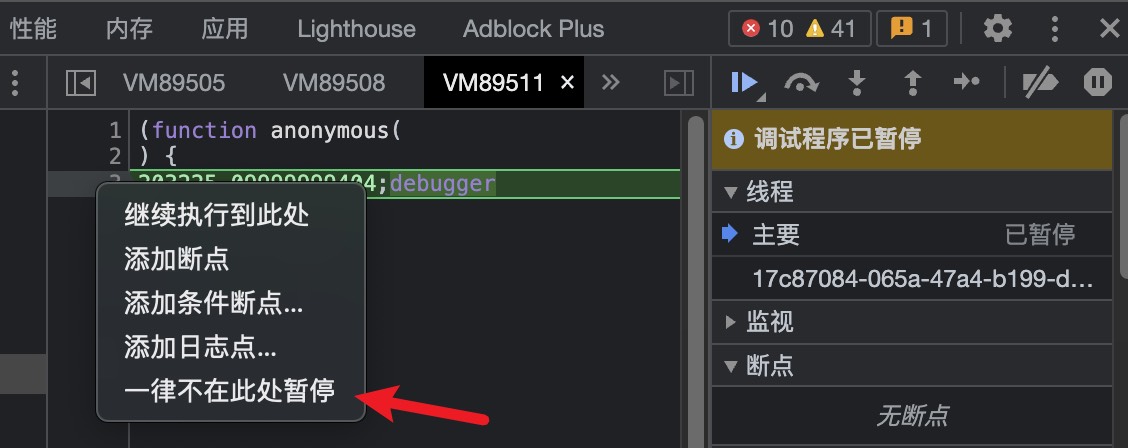 性能 内存 应用 Lighthouse Adblock Plus 10 41 1
VM89505 VM89508 VM89511 × »
1 (function anonymous(
2 ) {
;debugger
继续执行到此处
添加断点
添加条件断点...
添加日志点...
一律不在此处暂停
调试程序已暂停
线程
主要 已暂停
17c87084-065a-47a4-b199-d...
监视
断点
无断点